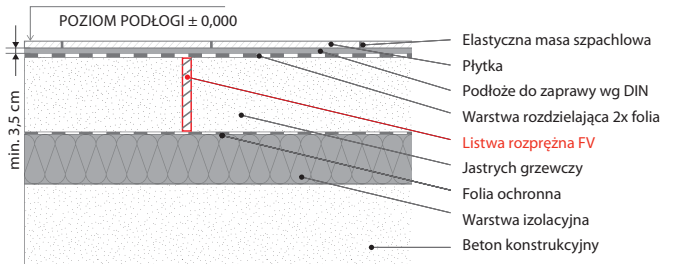 POZIOM PODŁOGI ± 0,000
min. 3,5 cm
Elastyczna masa szpachlowa
Płytka
Podłoże do zaprawy wg DIN
Warstwa rozdzielająca 2x folia
Listwa rozprężna FV
Jastrych grzewczy
Folia ochronna
Warstwa izolacyjna
Beton konstrukcyjny